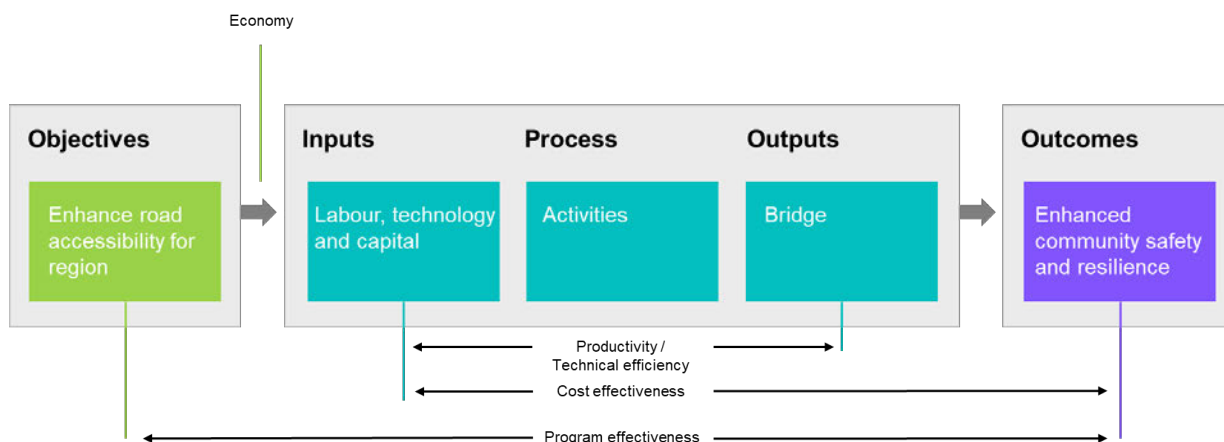 Economy
Objectives
Enhance road
accessibility for
region
Inputs
Labour, technology
and capital
Process
Activities
Outputs
Bridge
Outcomes
Enhanced
community safety
and resilience
Productivity /
Technical efficiency
Cost effectiveness
Program effectiveness